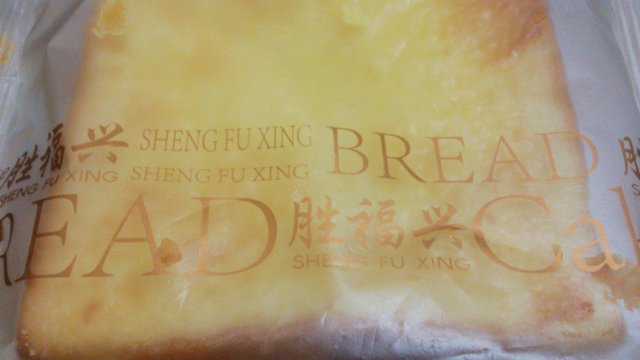 胜福兴 SHENG FU XING BREAD
SHENG FU XING SHENG FU XING
READ 胜福兴 Cal
SHENG FU XING